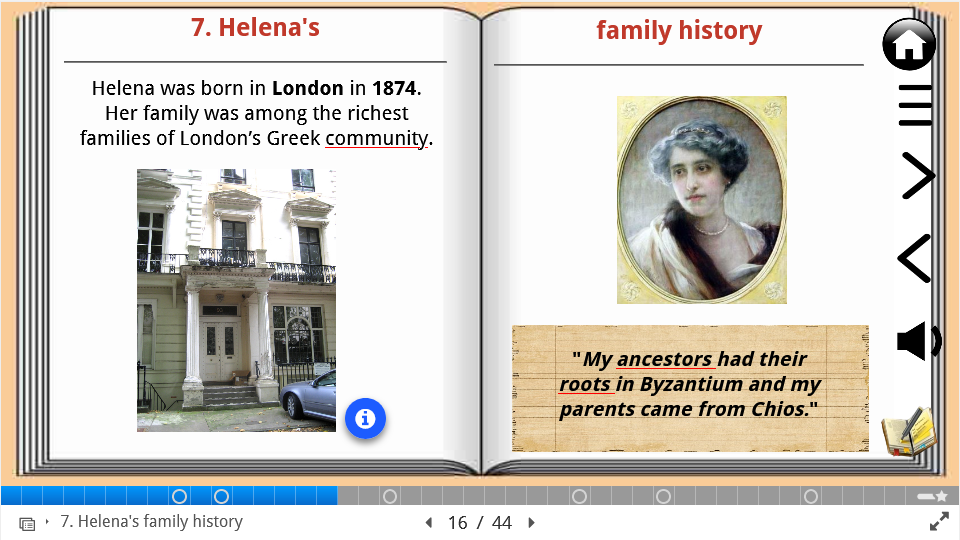 7. Helena's
family history
Helena was born in London in 1874.
Her family was among the richest
families of London’s Greek community.
"My ancestors had their
roots in Byzantium and my
parents came from Chios."
7. Helena's family history
16 / 44